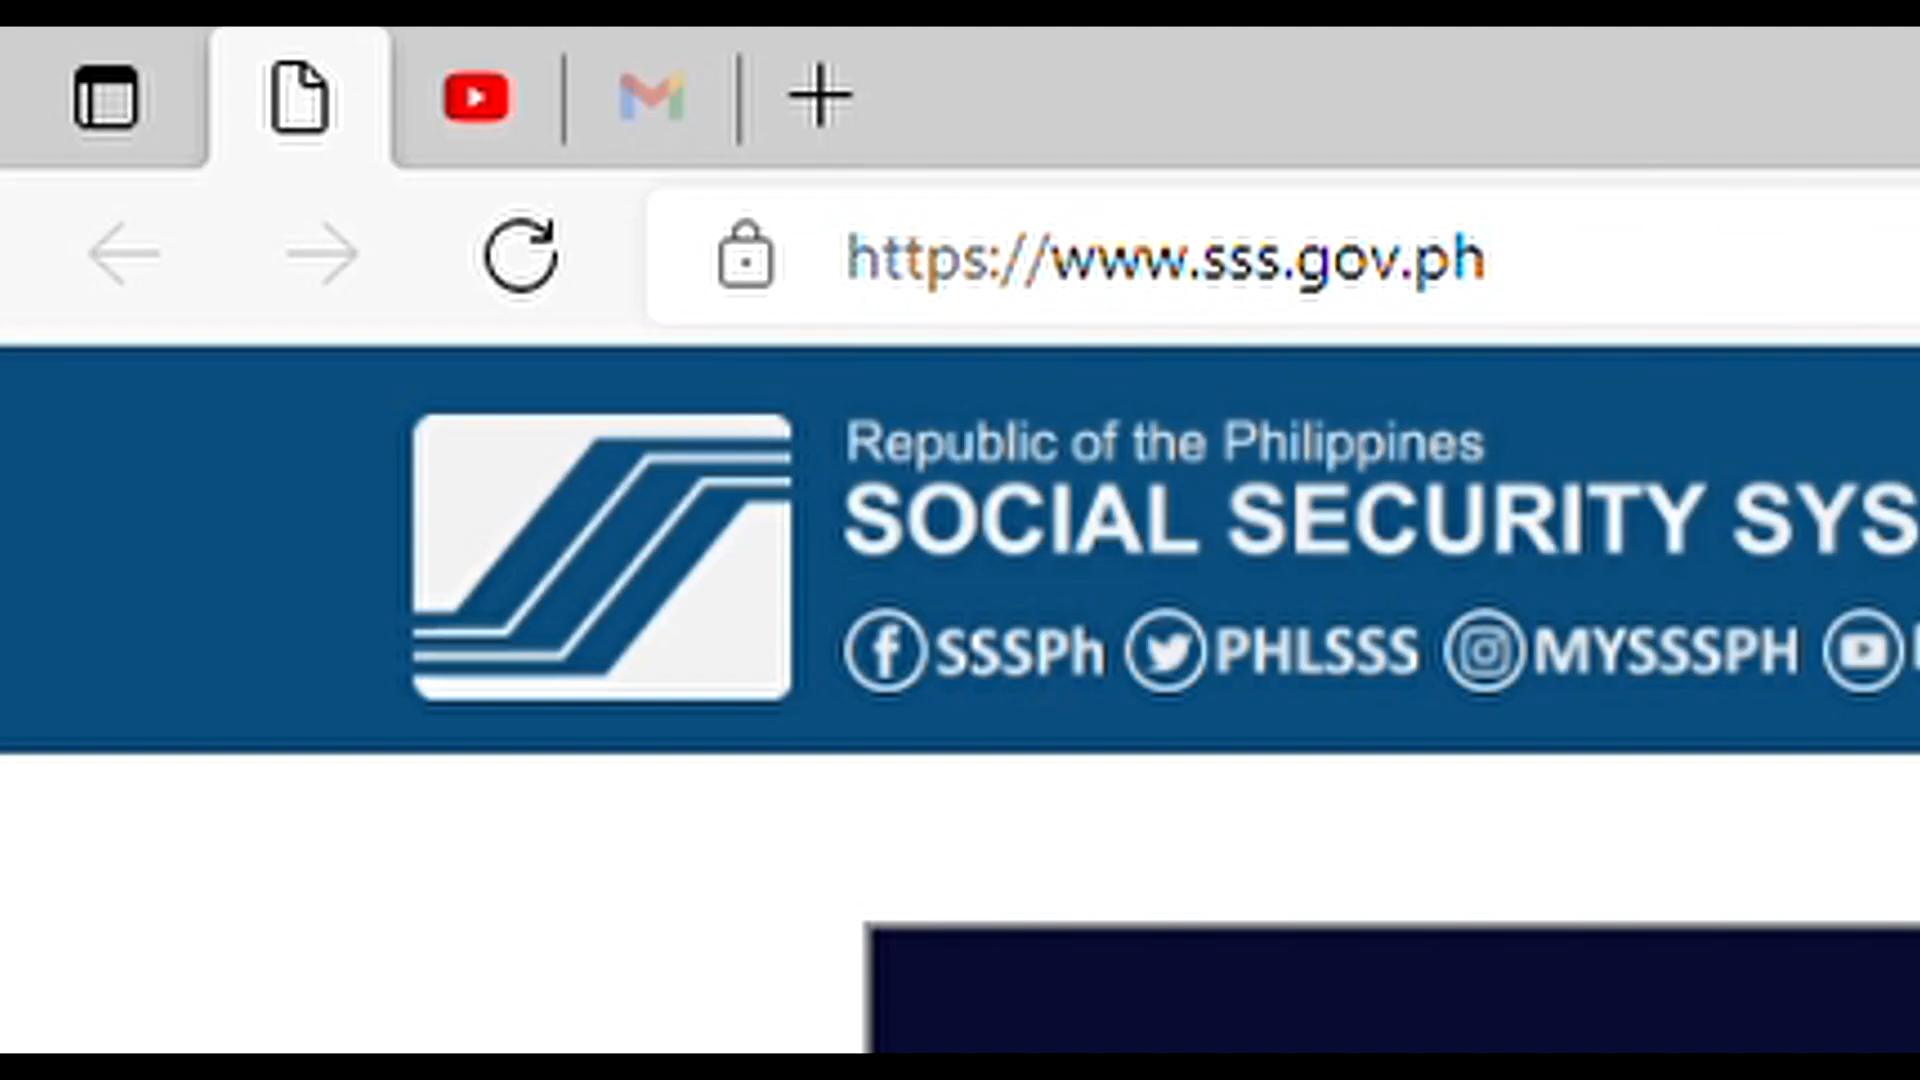 https://www.sss.gov.ph
Republic of the Philippines
SOCIAL SECURITY SYS
SSSPh PHLSSS MYSSSPH